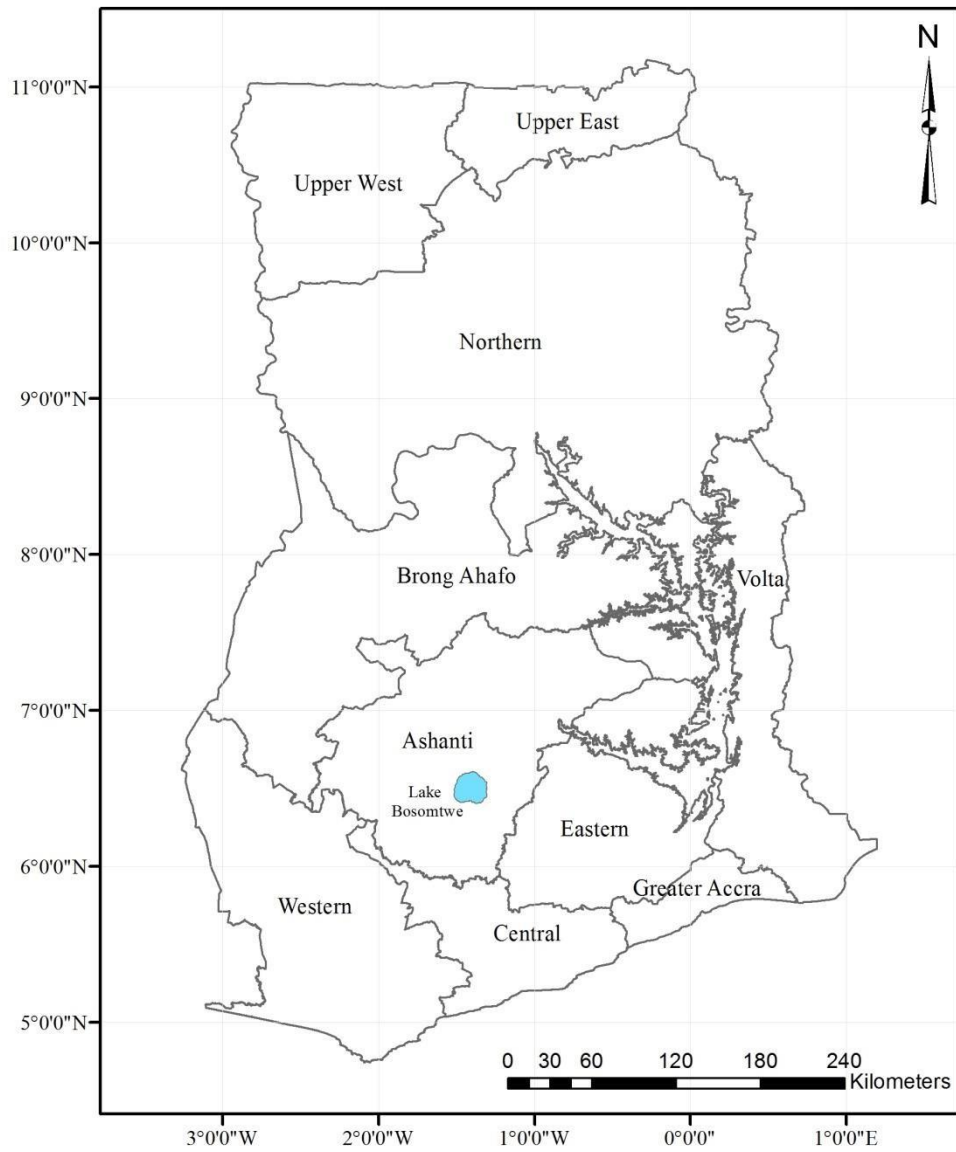 N
11°0'0"N
Upper East
Upper West
10°0'0"N
Northern
9°0'0"N
8°0'0"N
Brong Ahafo
Volta
7°0'0"N
Ashanti
Lake
Bosomtwe
Eastern
6°0'0"N
Greater Accra
Western
Central
5°0'0"N
0 30 60 120 180 240
Kilometers
3°0'0"W 2°0'0"W 1°0'0"W 0°0'0" 1°0'0"E